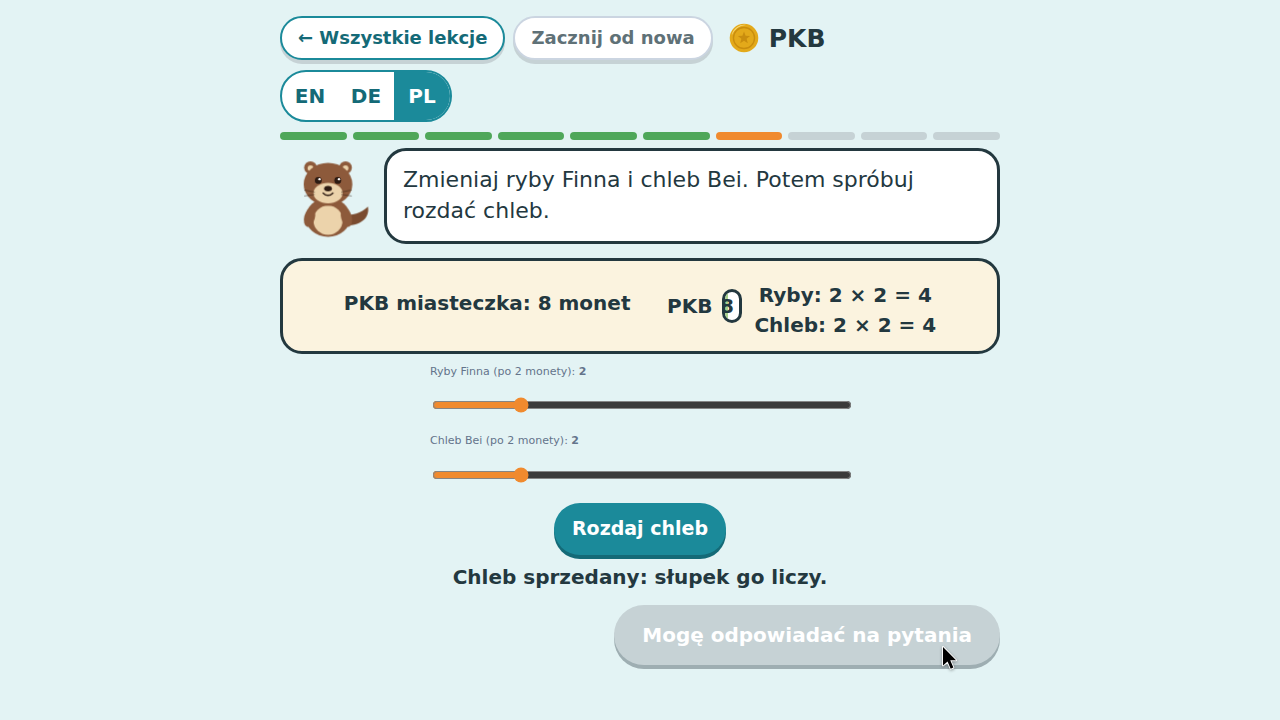 ← Wszystkie lekcje
Zacznij od nowa
PKB
EN DE PL
Zmieniaj ryby Finna i chleb Bei. Potem spróbuj
rozdać chleb.
PKB miasteczka: 8 monet
PKB 8
Ryby: 2 × 2 = 4
Chleb: 2 × 2 = 4
Ryby Finna (po 2 monety): 2
Chleb Bei (po 2 monety): 2
Rozdaj chleb
Chleb sprzedany: słupek go liczy.
Mogę odpowiadać na pytania